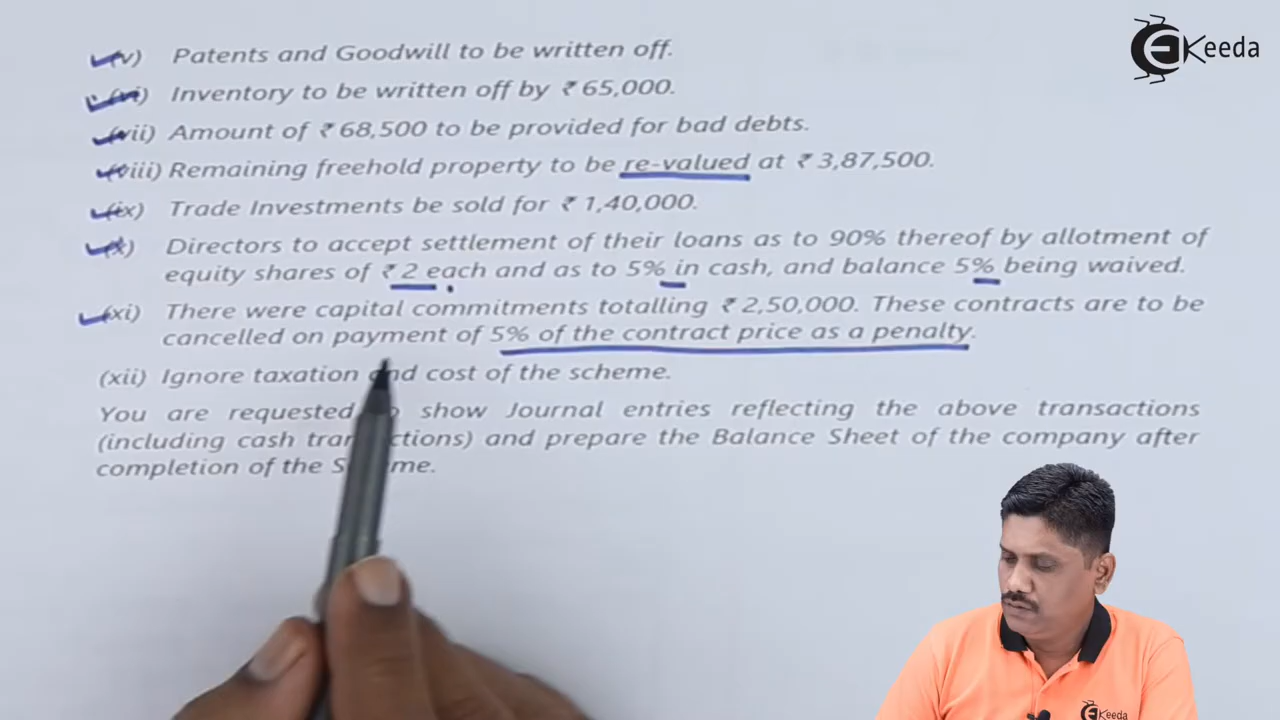 (v) Patents and Goodwill to be written off.
(vi) Inventory to be written off by ₹ 65,000.
(vii) Amount of ₹ 68,500 to be provided for bad debts.
(viii) Remaining freehold property to be re-valued at ₹ 3,87,500.
(ix) Trade Investments be sold for ₹ 1,40,000.
(x) Directors to accept settlement of their loans as to 90% thereof by allotment of
equity shares of ₹ 2 each and as to 5% in cash, and balance 5% being waived.
(xi) There were capital commitments totalling ₹ 2,50,000. These contracts are to be
cancelled on payment of 5% of the contract price as a penalty.
(xii) Ignore taxation and cost of the scheme.
You are requested to show Journal entries reflecting the above transactions
(including cash transactions) and prepare the Balance Sheet of the company after
completion of the Scheme.
EKeeda
EKeeda